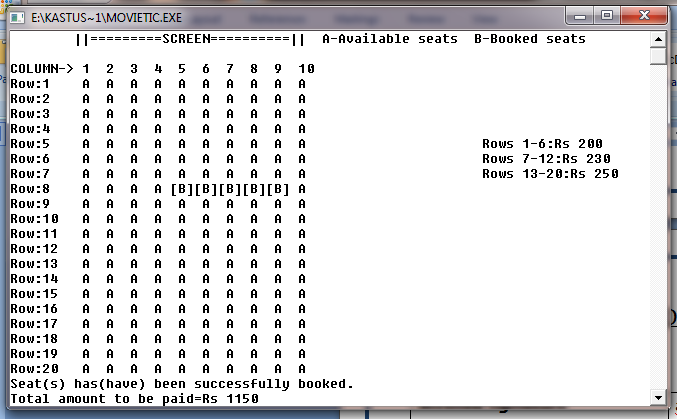 E:\KASTUS~1\MOVIETIC.EXE
||=========SCREEN==========|| A-Available seats B-Booked seats
COLUMN-> 1 2 3 4 5 6 7 8 9 10
Row:1 A A A A A A A A A A
Row:2 A A A A A A A A A A
Row:3 A A A A A A A A A A
Row:4 A A A A A A A A A A
Row:5 A A A A A A A A A A Rows 1-6:Rs 200
Row:6 A A A A A A A A A A Rows 7-12:Rs 230
Row:7 A A A A A A A A A A Rows 13-20:Rs 250
Row:8 A A A A [B][B][B][B][B] A
Row:9 A A A A A A A A A A
Row:10 A A A A A A A A A A
Row:11 A A A A A A A A A A
Row:12 A A A A A A A A A A
Row:13 A A A A A A A A A A
Row:14 A A A A A A A A A A
Row:15 A A A A A A A A A A
Row:16 A A A A A A A A A A
Row:17 A A A A A A A A A A
Row:18 A A A A A A A A A A
Row:19 A A A A A A A A A A
Row:20 A A A A A A A A A A
Seat(s) has(have) been successfully booked.
Total amount to be paid=Rs 1150